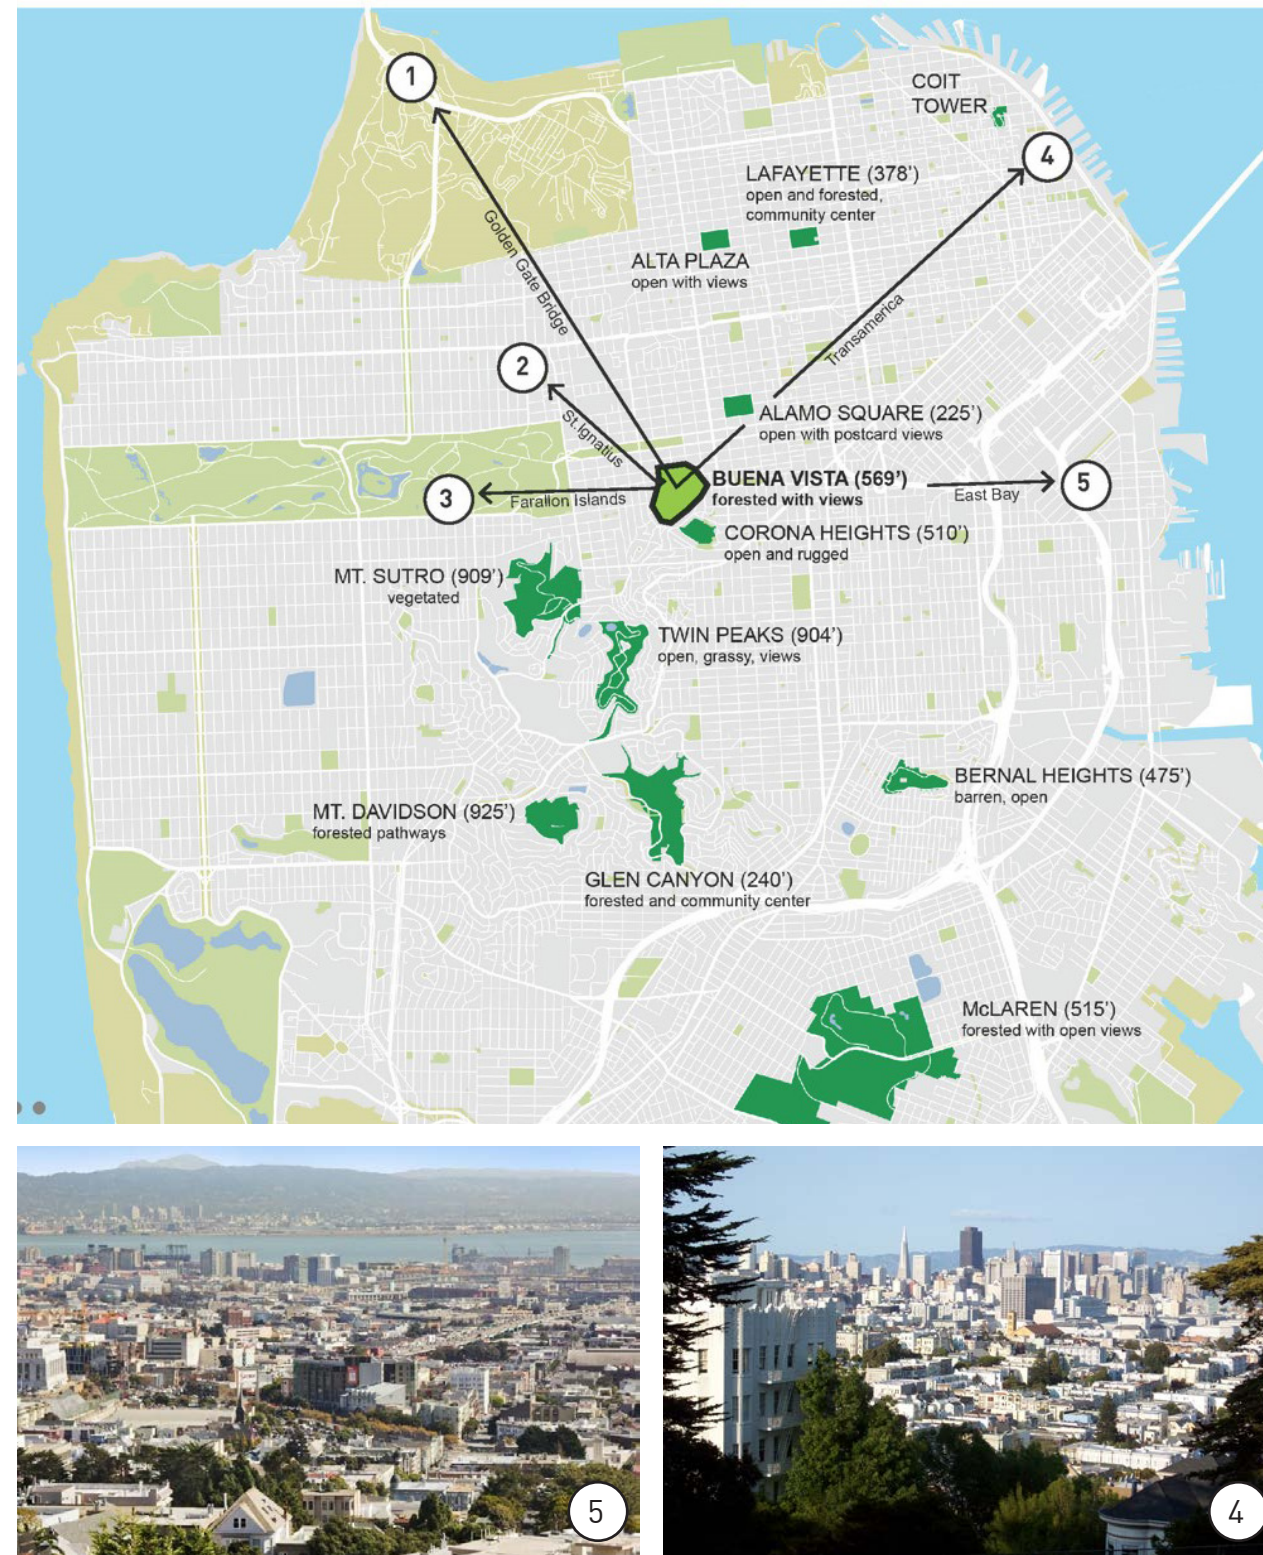 1
COIT
TOWER
4
LAFAYETTE (378')
open and forested,
community center
Golden Gate Bridge
ALTA PLAZA
open with views
Transamerica
2
St.Ignatius
ALAMO SQUARE (225')
open with postcard views
BUENA VISTA (569')
forested with views
3
Farallon Islands
East Bay
5
CORONA HEIGHTS (510')
open and rugged
MT. SUTRO (909')
vegetated
TWIN PEAKS (904')
open, grassy, views
BERNAL HEIGHTS (475')
barren, open
MT. DAVIDSON (925')
forested pathways
GLEN CANYON (240')
forested and community center
McLAREN (515')
forested with open views
5
4